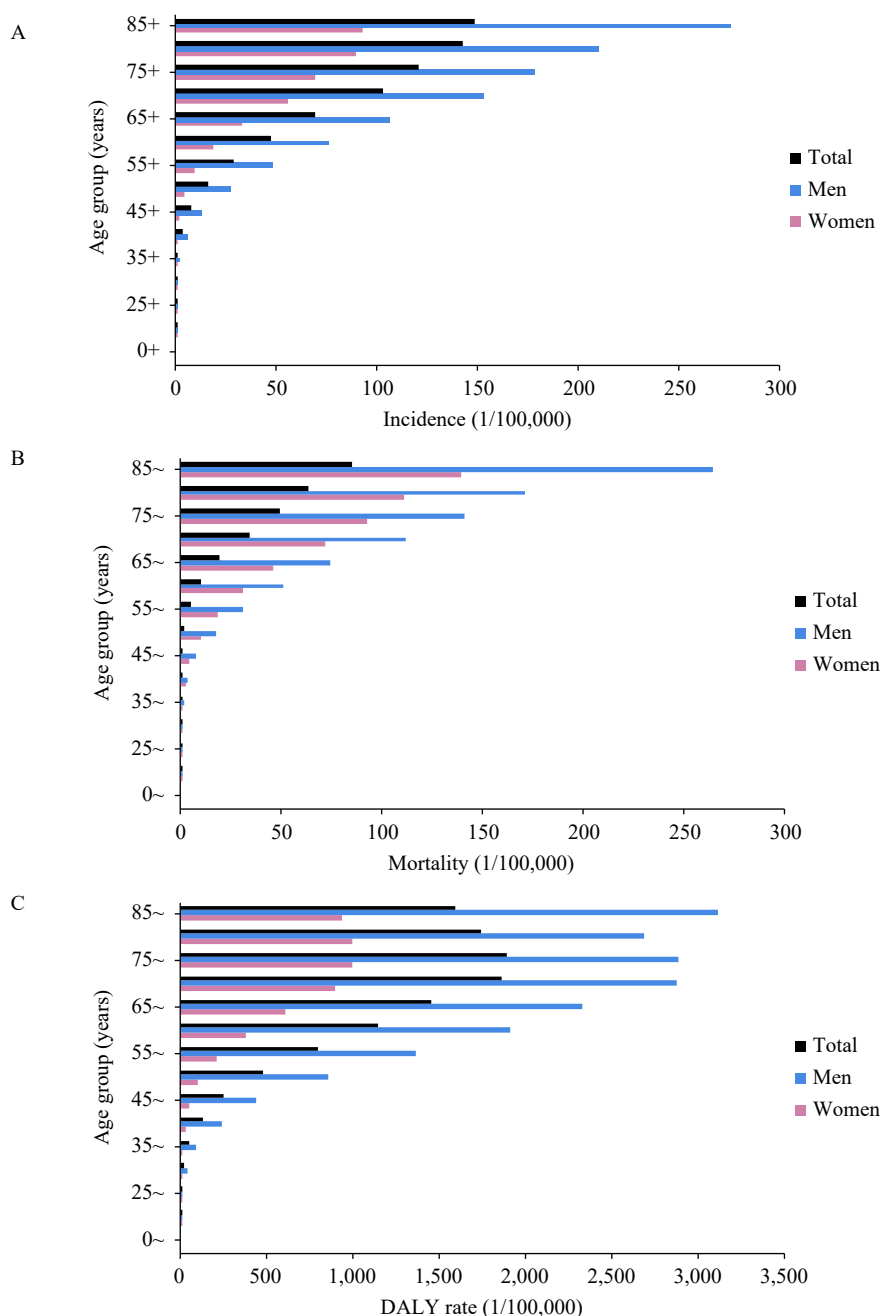 A
85+
75+
65+
55+
45+
35+
25+
0+
Age group (years)
0 50 100 150 200 250 300
Incidence (1/100,000)
Total
Men
Women
B
85~
75~
65~
55~
45~
35~
25~
0~
Age group (years)
0 50 100 150 200 250 300
Mortality (1/100,000)
Total
Men
Women
C
85~
75~
65~
55~
45~
35~
25~
0~
Age group (years)
0 500 1,000 1,500 2,000 2,500 3,000 3,500
DALY rate (1/100,000)
Total
Men
Women